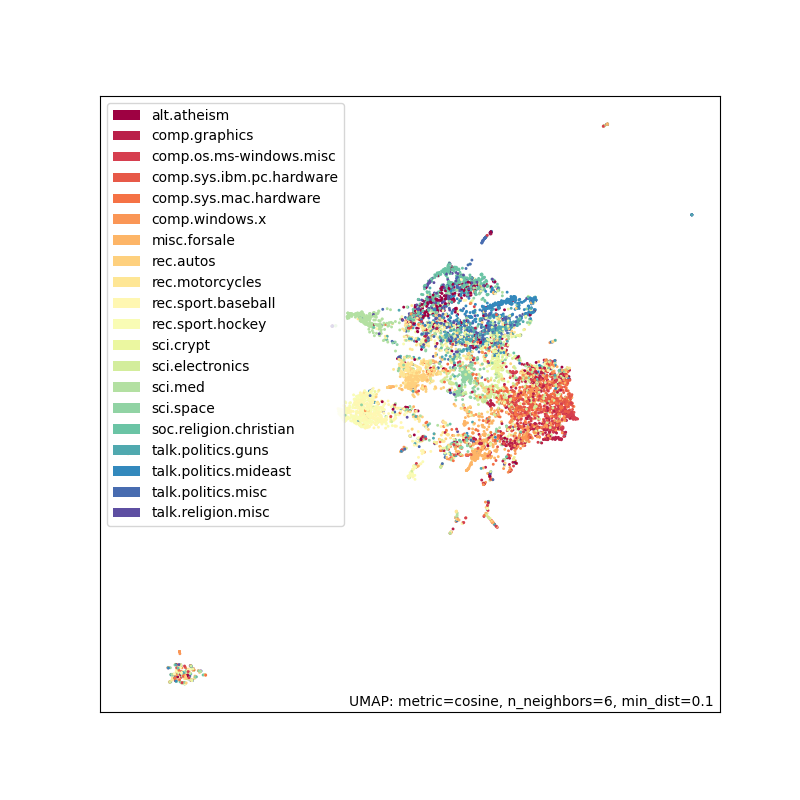 alt.atheism
comp.graphics
comp.os.ms-windows.misc
comp.sys.ibm.pc.hardware
comp.sys.mac.hardware
comp.windows.x
misc.forsale
rec.autos
rec.motorcycles
rec.sport.baseball
rec.sport.hockey
sci.crypt
sci.electronics
sci.med
sci.space
soc.religion.christian
talk.politics.guns
talk.politics.mideast
talk.politics.misc
talk.religion.misc
UMAP: metric=cosine, n_neighbors=6, min_dist=0.1